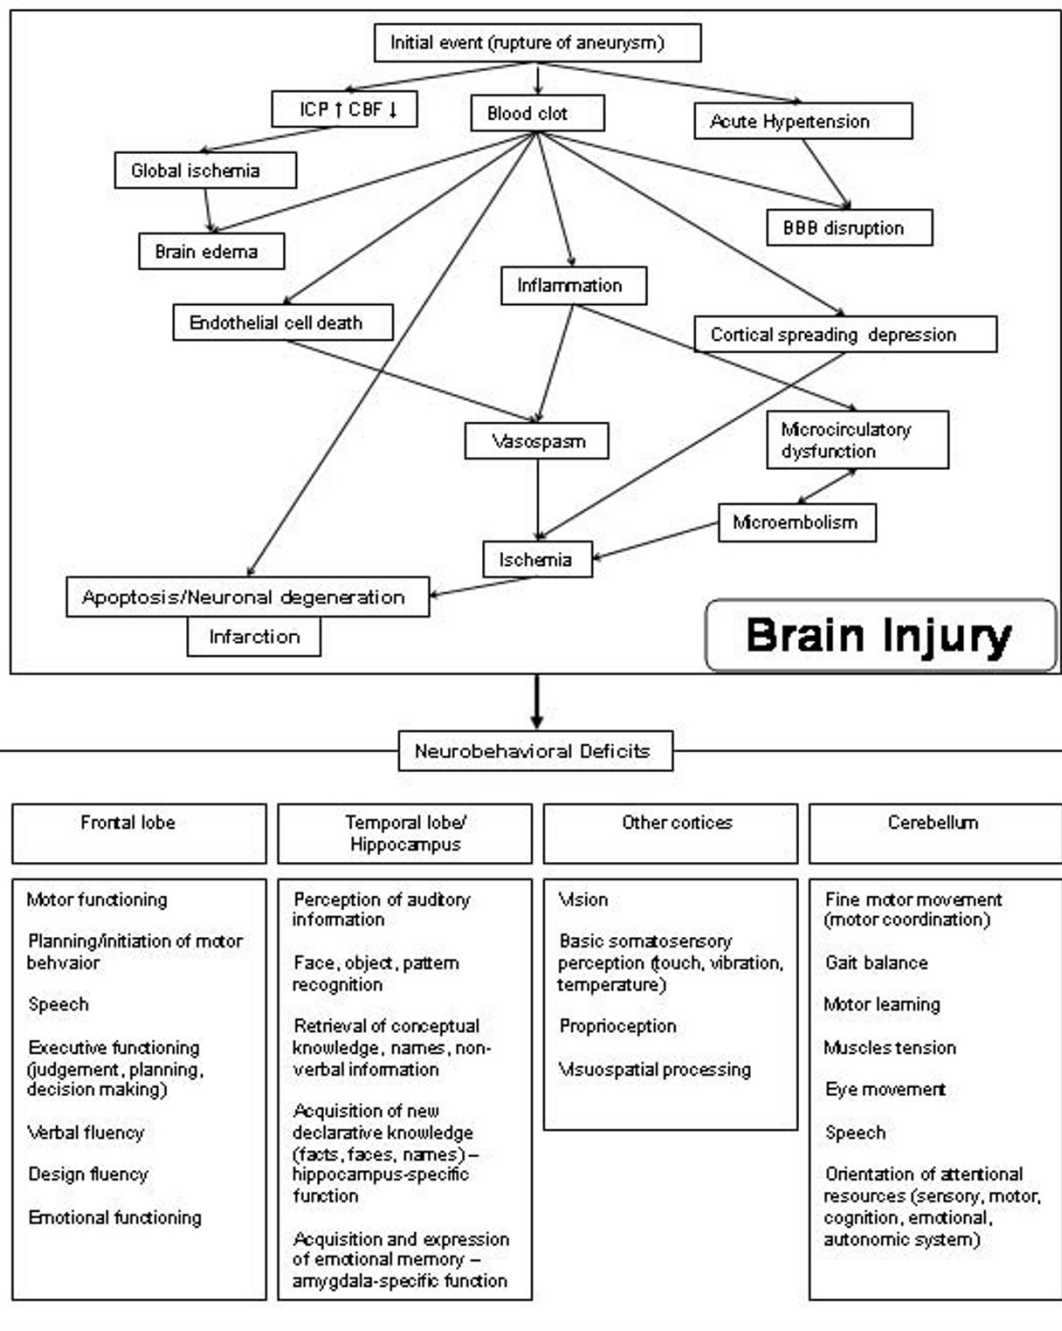 Initial event (rupture of aneurysm)
ICP ↑ CBF ↓
Blood clot
Acute Hypertension
Global ischemia
BBB disruption
Brain edema
Inflammation
Endothelial cell death
Cortical spreading depression
Vasospasm
Microcirculatory
dysfunction
Microembolism
Ischemia
Apoptosis/Neuronal degeneration
Infarction
Brain Injury
Neurobehavioral Deficits
Frontal lobe
Motor functioning
Planning/initiation of motor
behvaior
Speech
Executive functioning
(judgement, planning,
decision making)
Verbal fluency
Design fluency
Emotional functioning
Temporal lobe/
Hippocampus
Perception of auditory
information
Face, object, pattern
recognition
Retrieval of conceptual
knowledge, names, non-
verbal information
Acquisition of new
declarative knowledge
(facts, faces, names) –
hippocampus-specific
function
Acquisition and expression
of emotional memory –
amygdala-specific function
Other cortices
Vision
Basic somatosensory
perception (touch, vibration,
temperature)
Proprioception
Visuospatial processing
Cerebellum
Fine motor movement
(motor coordination)
Gait balance
Motor learning
Muscles tension
Eye movement
Speech
Orientation of attentional
resources (sensory, motor,
cognition, emotional,
autonomic system)